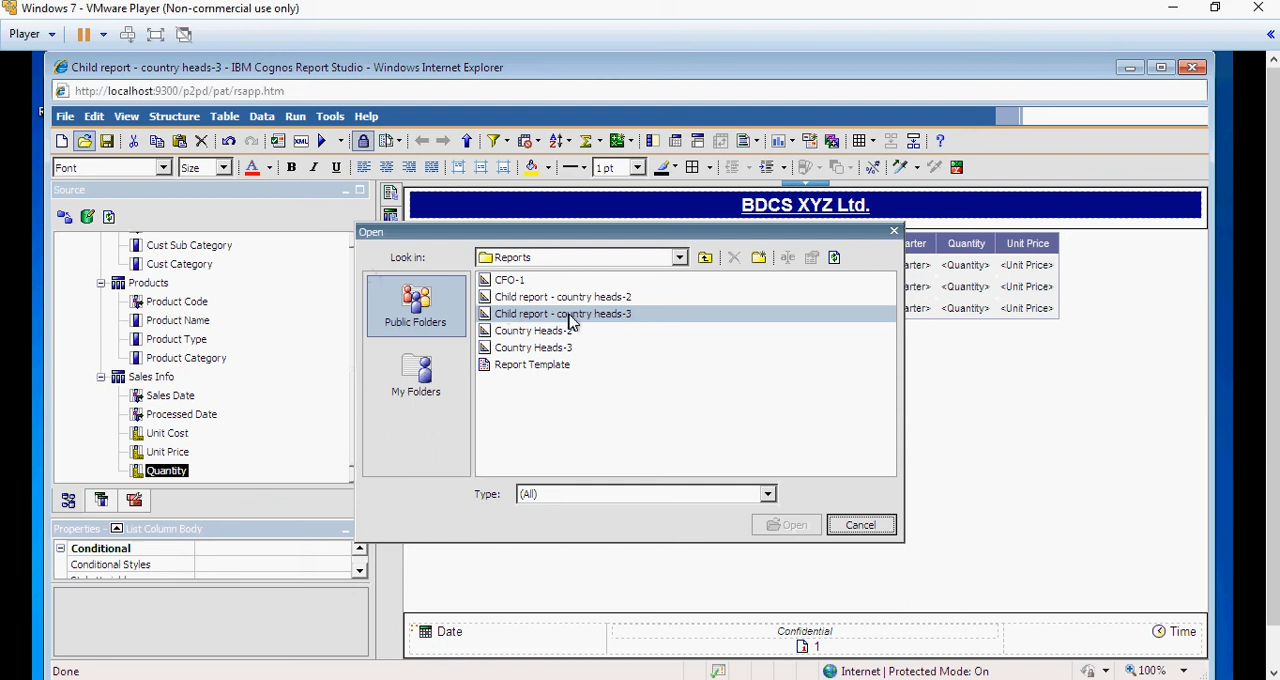 Windows 7 - VMware Player (Non-commercial use only)
Player
Child report - country heads-3 - IBM Cognos Report Studio - Windows Internet Explorer
http://localhost:9300/p2pd/pat/rsapp.htm
File Edit View Structure Table Data Run Tools Help
Font Size A B I U 1 pt
Source
BDCS XYZ Ltd.
Open
Look in: Reports
Cust Sub Category
Cust Category
Products
Product Code
Product Name
Product Type
Product Category
Sales Info
Sales Date
Processed Date
Unit Cost
Unit Price
Quantity
Public Folders
My Folders
CFO-1
Child report - country heads-2
Child report - country heads-3
Country Heads-
Country Heads-3
Report Template
Type: (All)
Open Cancel
arter Quantity Unit Price
arter> <Quantity> <Unit Price>
arter> <Quantity> <Unit Price>
arter> <Quantity> <Unit Price>
Properties - List Column Body
Conditional
Conditional Styles
Date Confidential Time
1
Done Internet | Protected Mode: On 100%